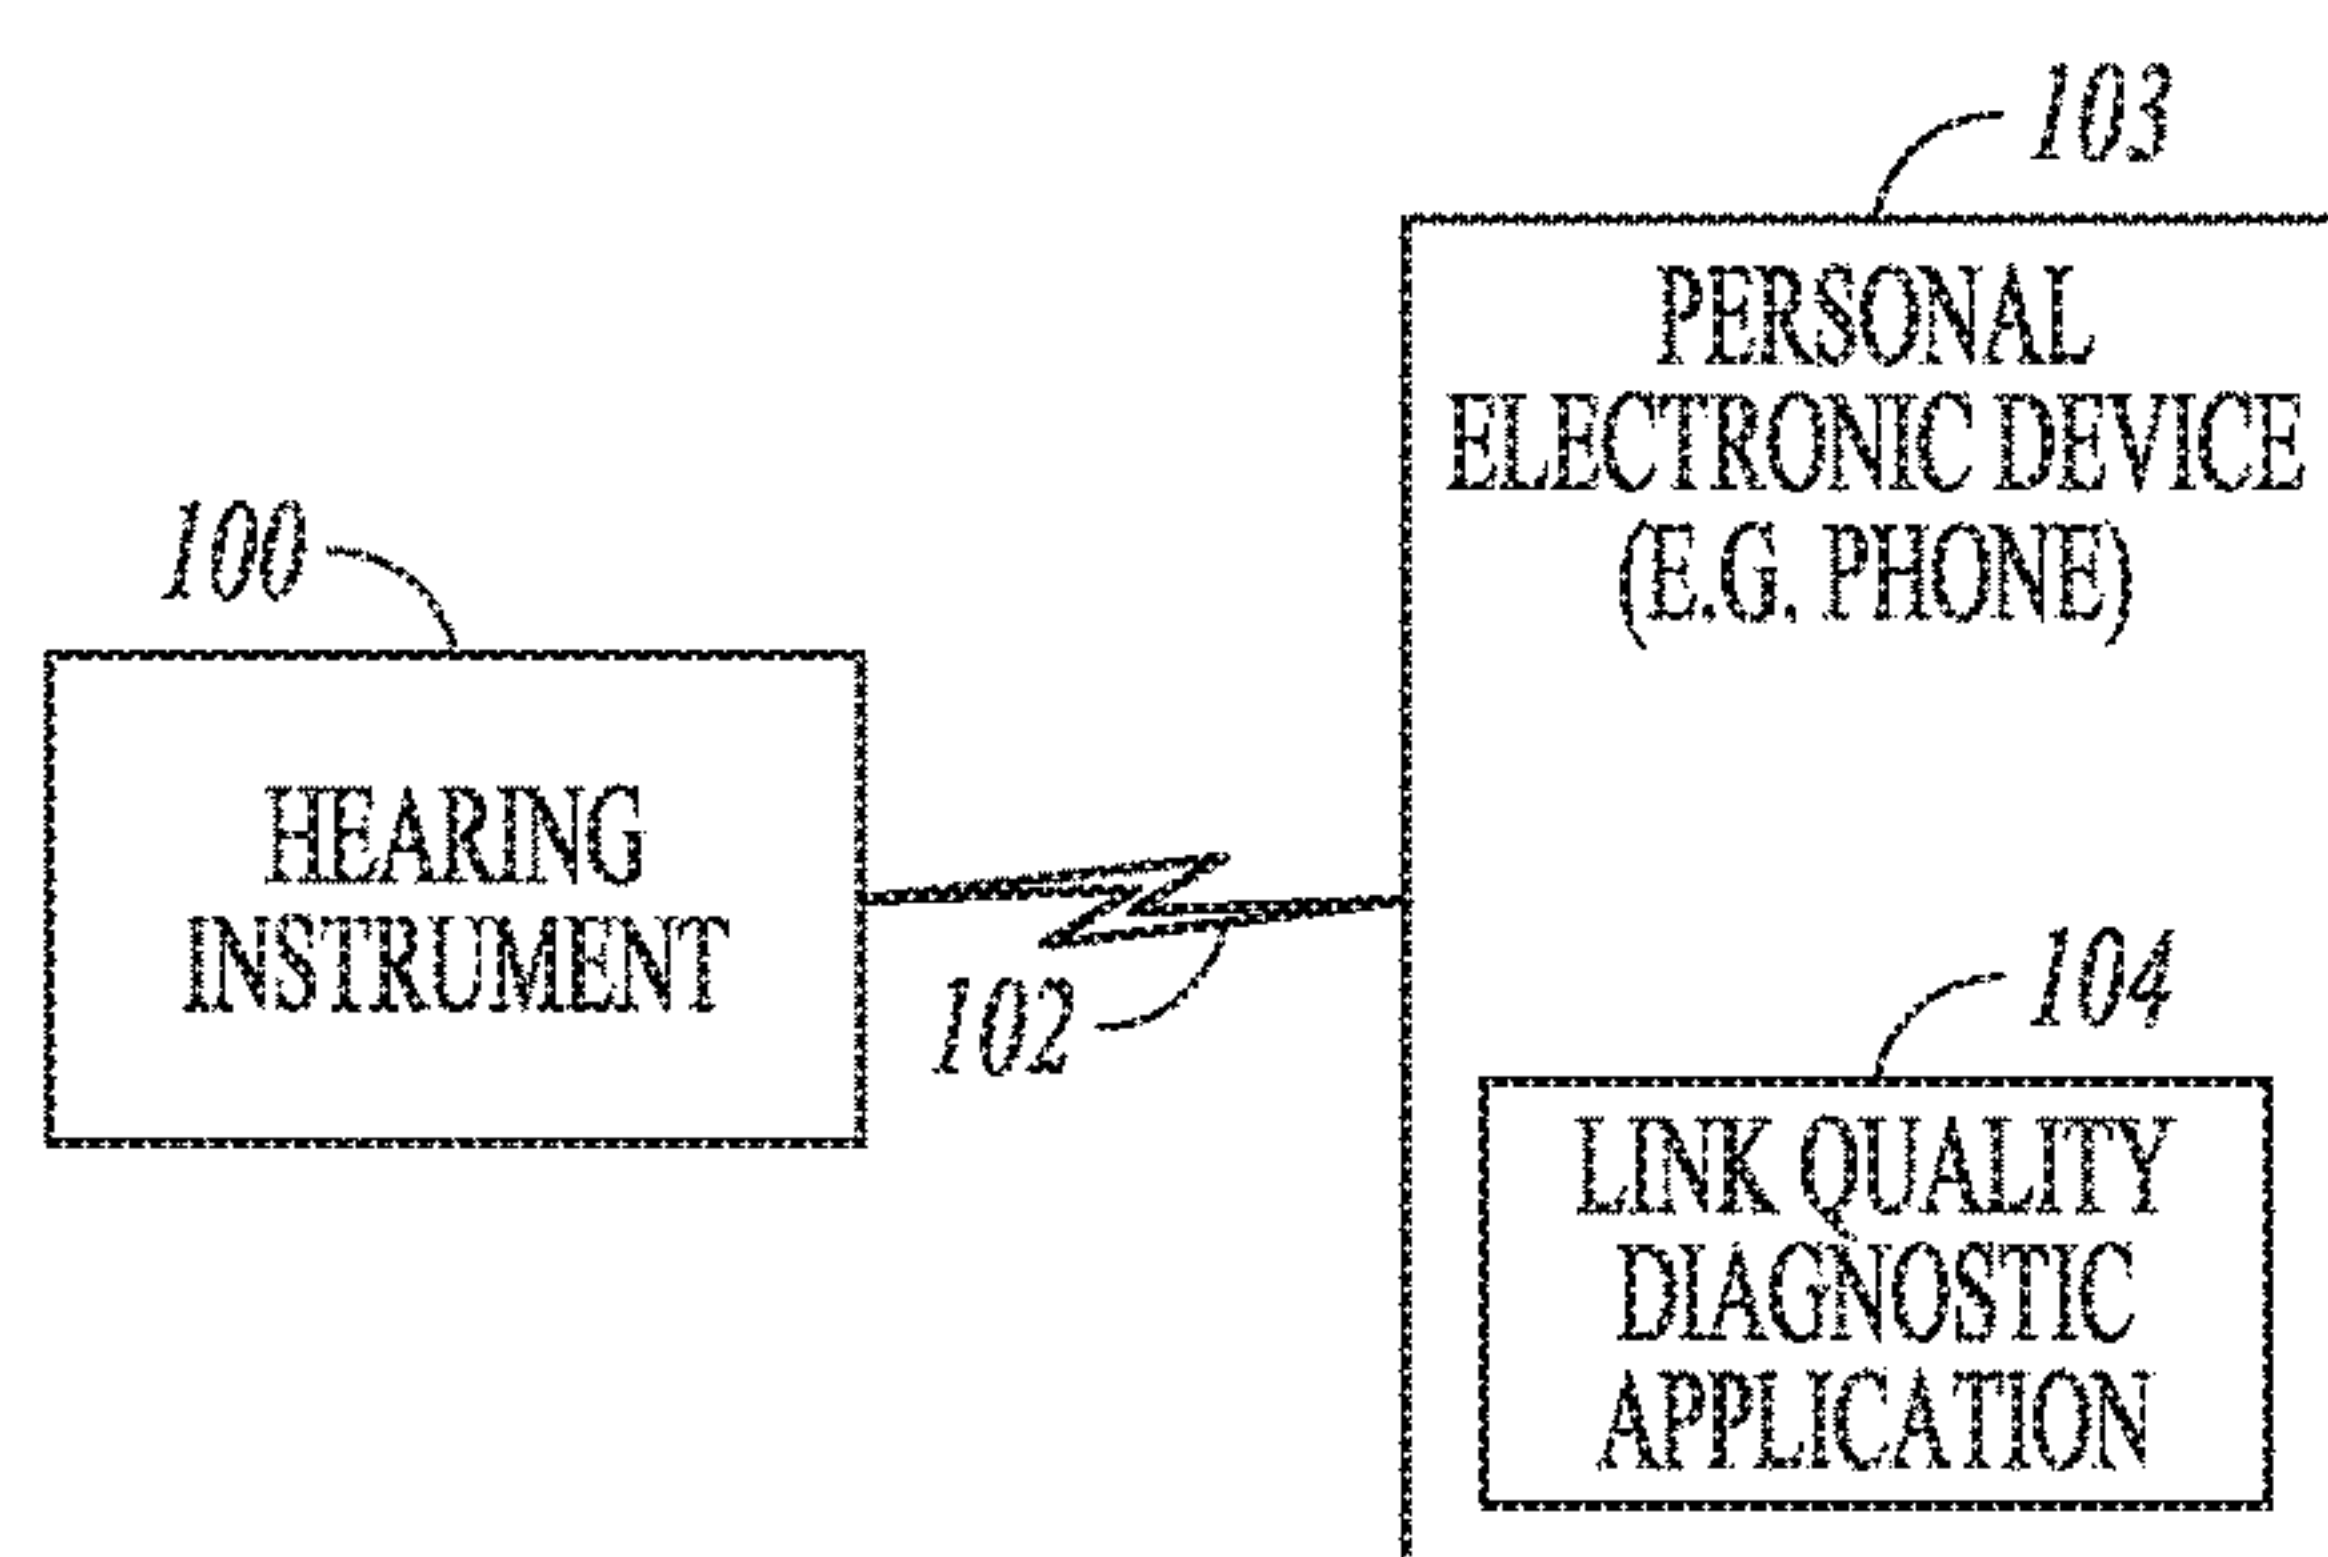 103
PERSONAL
ELECTRONIC DEVICE
(E.G. PHONE)
100
HEARING
INSTRUMENT
102
104
LINK QUALITY
DIAGNOSTIC
APPLICATION